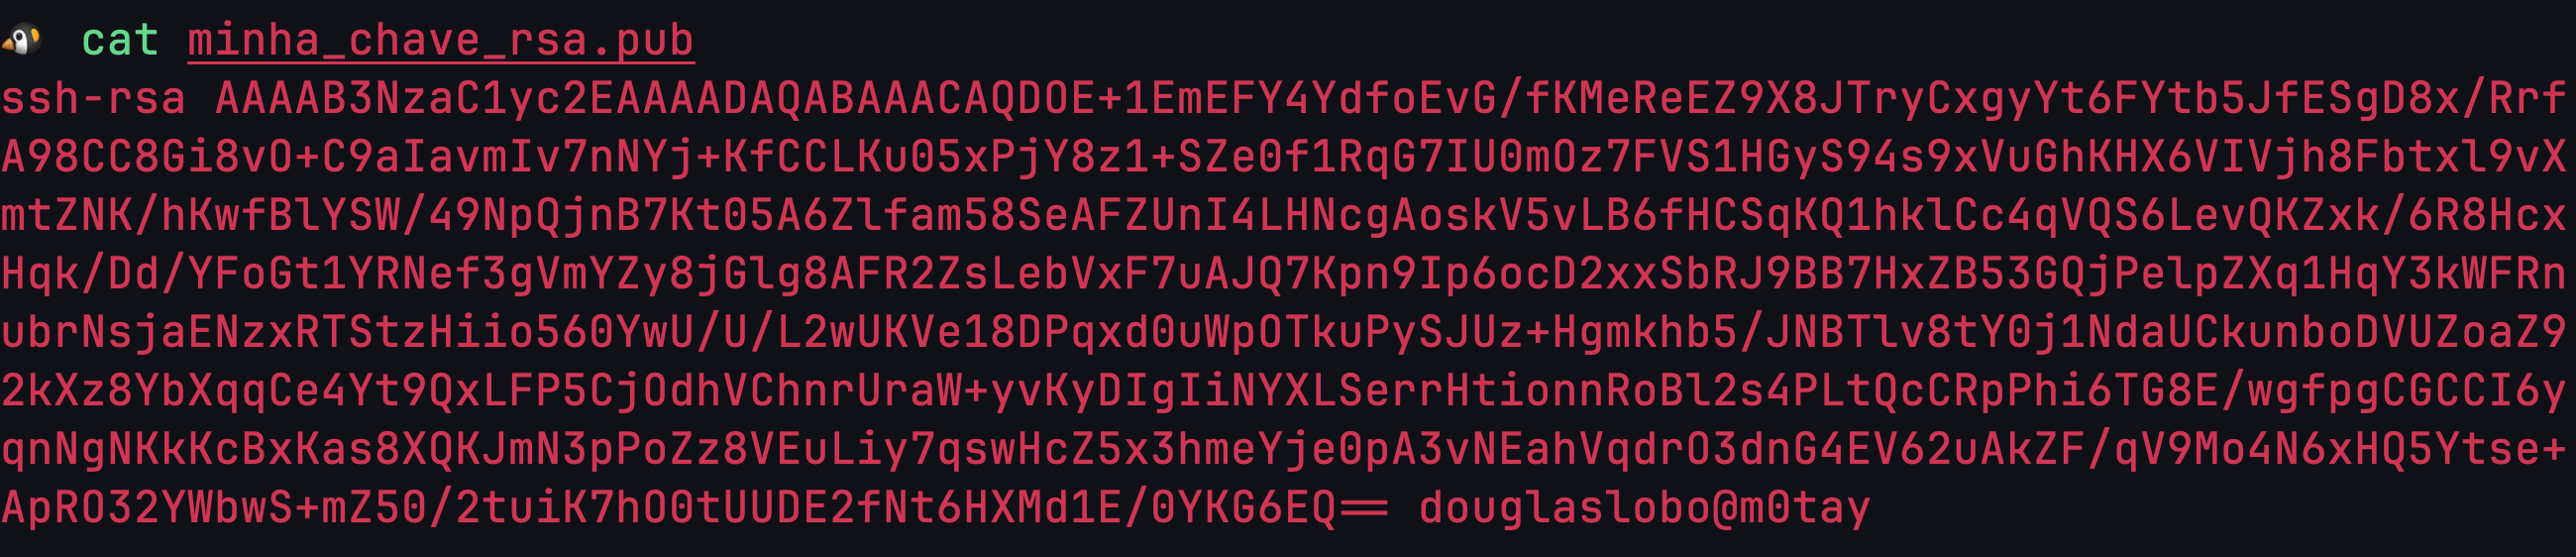 cat minha_chave_rsa.pub
ssh-rsa AAAAB3NzaC1yc2EAAAADAQABAAACAQDOE+1EmEFY4YdfoEvG/fKMeReEZ9X8JTryCxgyYt6FYtb5JfESgD8x/Rrf
A98CC8Gi8vO+C9aIavmIv7nNYj+KfCCLKu05xPjY8z1+SZe0f1RqG7IU0mOz7FVS1HGyS94s9xVuGhKHX6VIVjh8Fbtxl9vX
mtZNK/hKwfBlYSW/49NpQjnB7Kt05A6Zlfam58SeAFZUnI4LHNcgAoskV5vLB6fHCSqKQ1hklCc4qVQS6LevQKZxk/6R8Hcx
Hqk/Dd/YFoGt1YRNef3gVmYZy8jGlg8AFR2ZsLebVxF7uAJQ7Kpn9Ip6ocD2xxSbRJ9BB7HxZB53GQjPelpZXq1HqY3kWFRn
ubrNsjaENzxRTStzHiio560YwU/U/L2wUKVe18DPqxd0uWpOTkuPySJUz+Hgmkhb5/JNBTlv8tY0j1NdaUCkunboDVUZoaZ9
2kXz8YbXqqCe4Yt9QxLFP5CjOdhVChnrUraW+yvKyDIgIiNYXLSerrHtionnRoBl2s4PLtQcCRpPhi6TG8E/wgfpgCGCCI6y
qnNgNKkKcBxKas8XQKJmN3pPoZz8VEuLiy7qswHcZ5x3hmeYje0pA3vNEahVqdrO3dnG4EV62uAkZF/qV9Mo4N6xHQ5Ytse+
ApRO32YWbwS+mZ50/2tuiK7hO0tUUDE2fNt6HXMd1E/0YKG6EQ== douglaslobo@m0tay